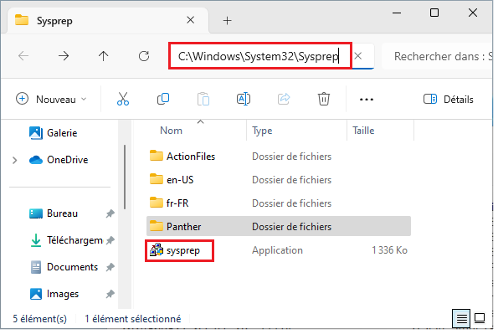 Sysprep
C:\Windows\System32\Sysprep
Rechercher dans : S
Nouveau
Détails
Nom Type Taille
Galerie
OneDrive
Bureau
Téléchargem
Documents
Images
ActionFiles Dossier de fichiers
en-US Dossier de fichiers
fr-FR Dossier de fichiers
Panther Dossier de fichiers
sysprep Application 1 336 Ko
5 élément(s) 1 élément sélectionné